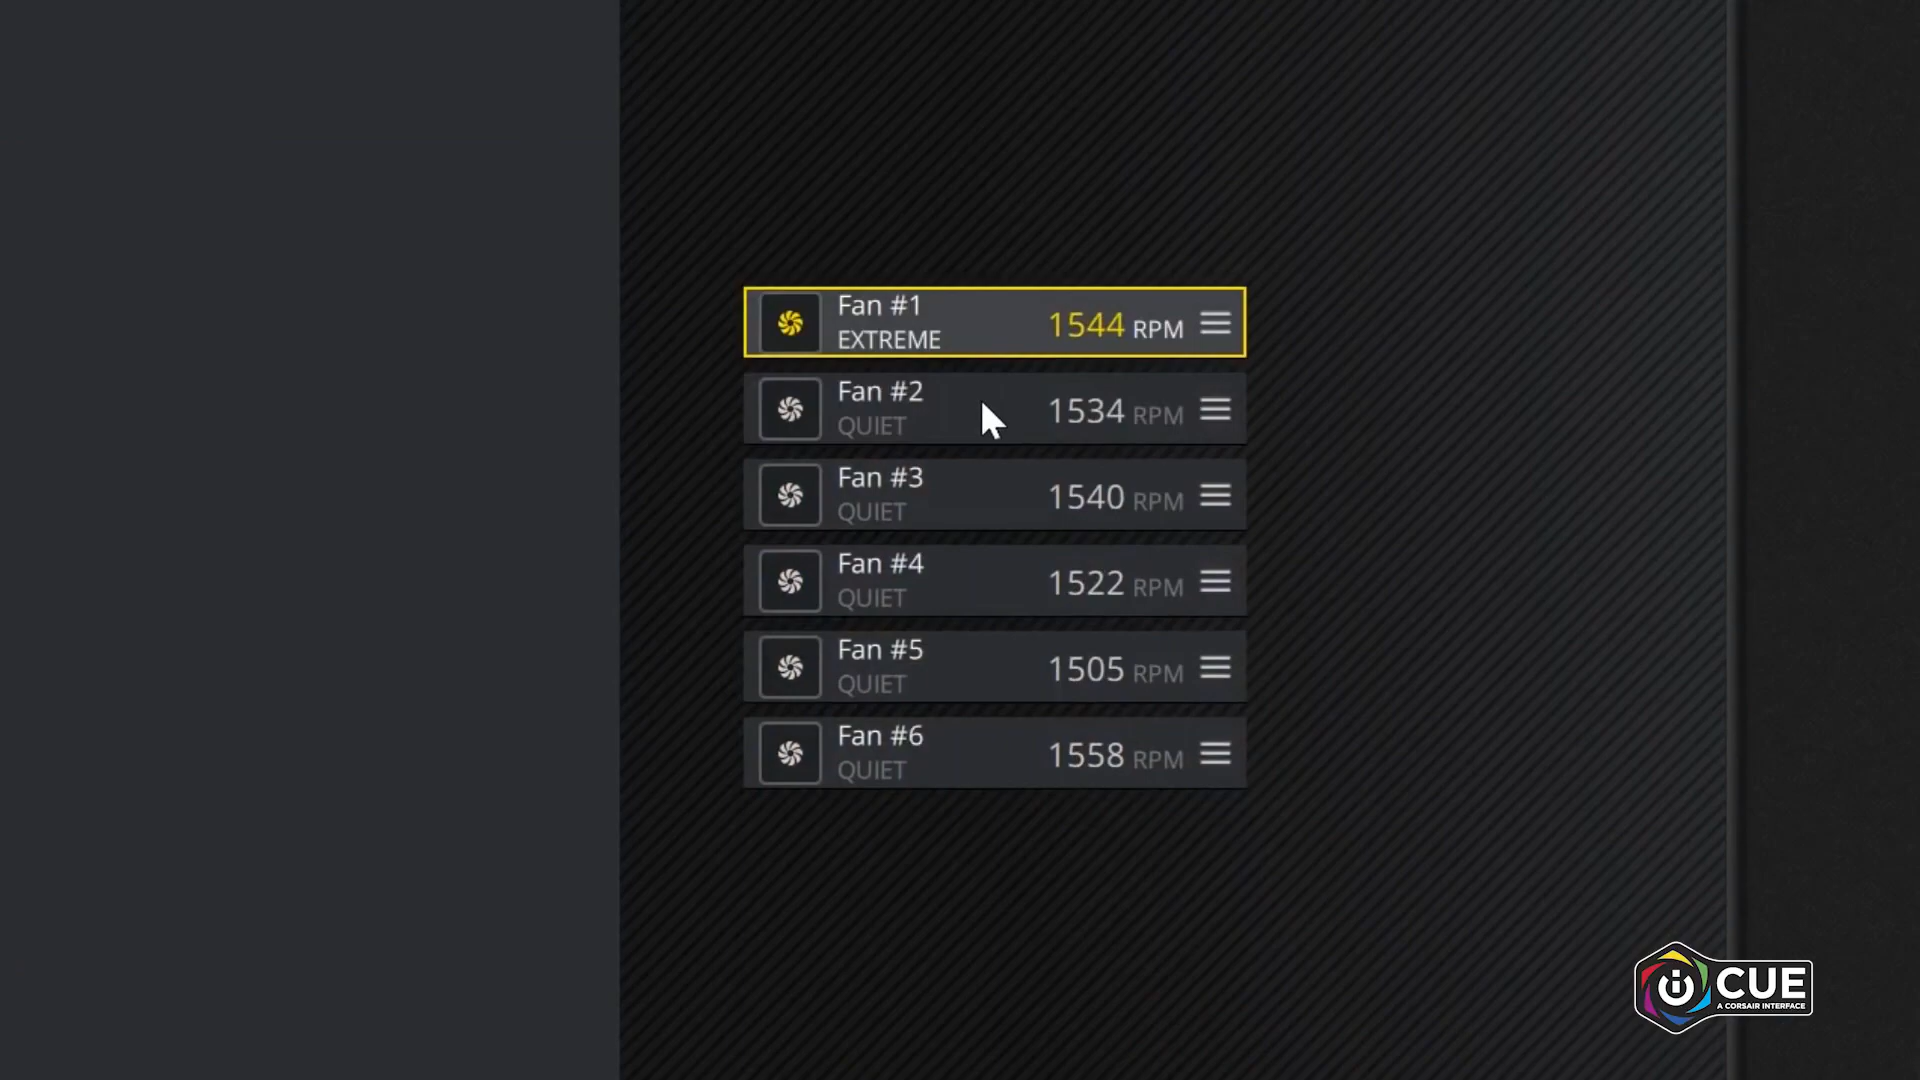 Fan #1
EXTREME
1544 RPM
Fan #2
QUIET
1534 RPM
Fan #3
QUIET
1540 RPM
Fan #4
QUIET
1522 RPM
Fan #5
QUIET
1505 RPM
Fan #6
QUIET
1558 RPM
i CUE
A CORSAIR INTERFACE